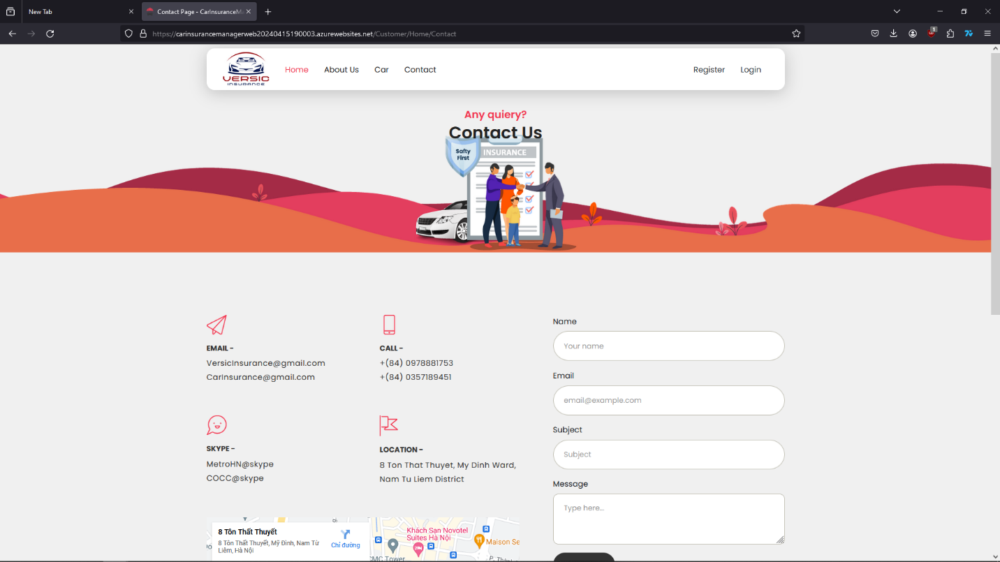 New Tab
Contact Page - CarInsuranceMa
https://carinsurancemanagerweb20240415190003.azurewebsites.net/Customer/Home/Contact
1
VERSIC
INSURANCE
Home
About Us
Car
Contact
Register
Login
Any quiery?
Contact Us
Safty
First
INSURANCE
EMAIL -
VersicInsurance@gmail.com
CarInsurance@gmail.com
CALL -
+(84) 0978881753
+(84) 0357189451
SKYPE -
MetroHN@skype
COCC@skype
LOCATION -
8 Ton That Thuyet, My Dinh Ward,
Nam Tu Liem District
8 Tôn Thất Thuyết
8 Tôn Thất Thuyết, Mỹ Đình, Nam Từ
Liêm, Hà Nội
Chỉ đường
Khách Sạn Novotel
Suites Hà Nội
Maison Se
CMC Tower
Name
Your name
Email
email@example.com
Subject
Subject
Message
Type here...